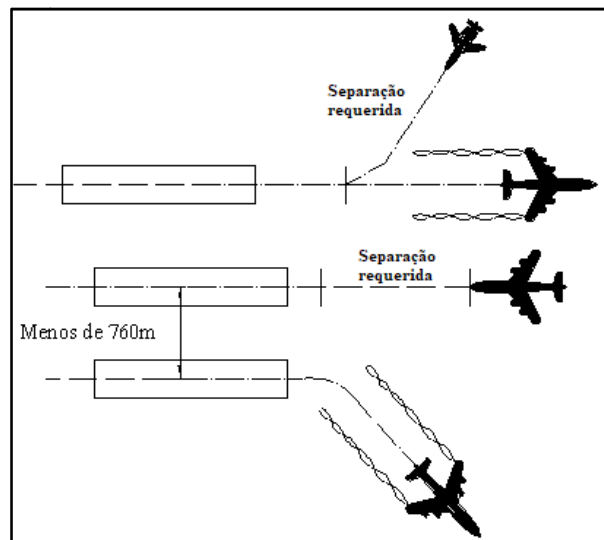 Separação
requerida
Separação
requerida
Menos de 760m